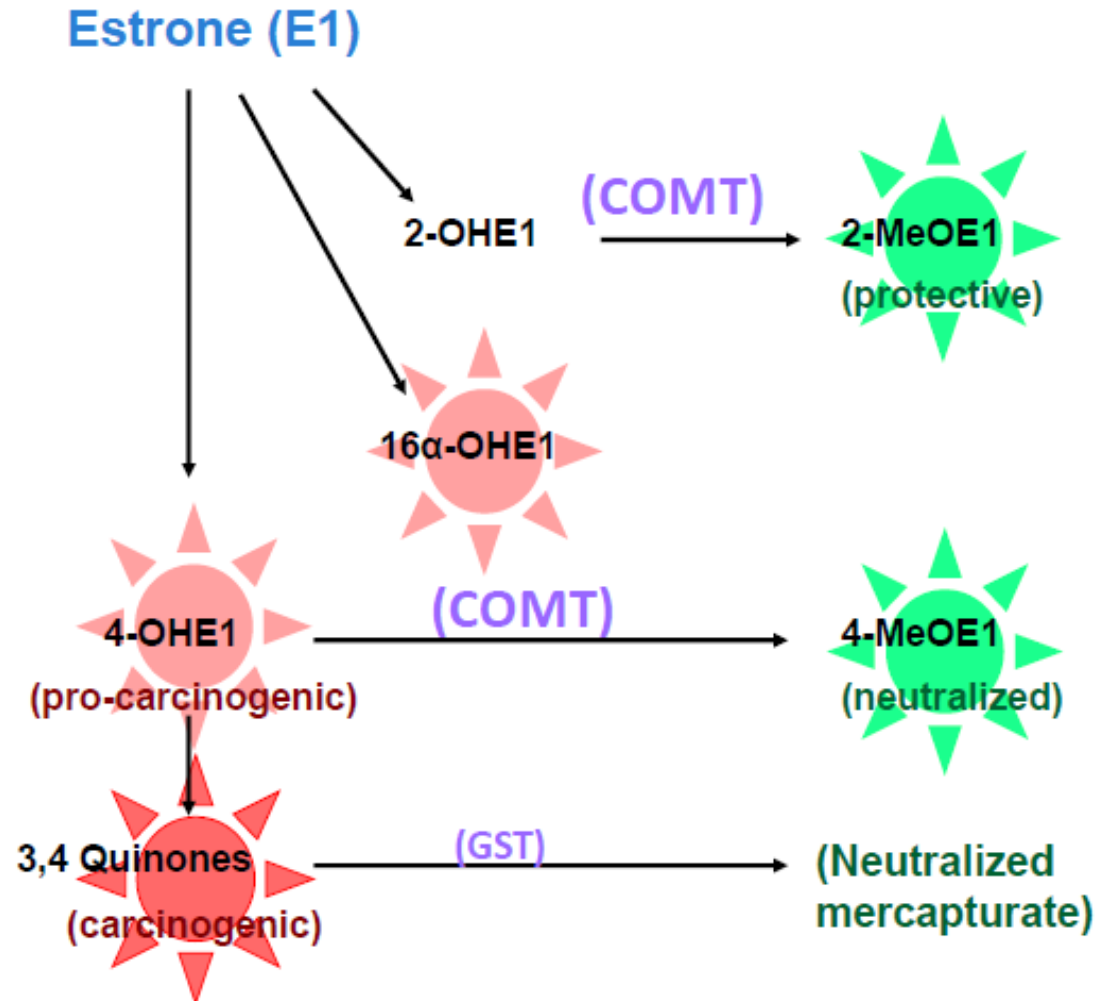 Estrone (E1)
(COMT)
2-OHE1
2-MeOE1
(protective)
16α-OHE1
(COMT)
4-OHE1
4-MeOE1
(pro-carcinogenic)
(neutralized)
(GST)
3,4 Quinones
(Neutralized
mercapturate)
(carcinogenic)